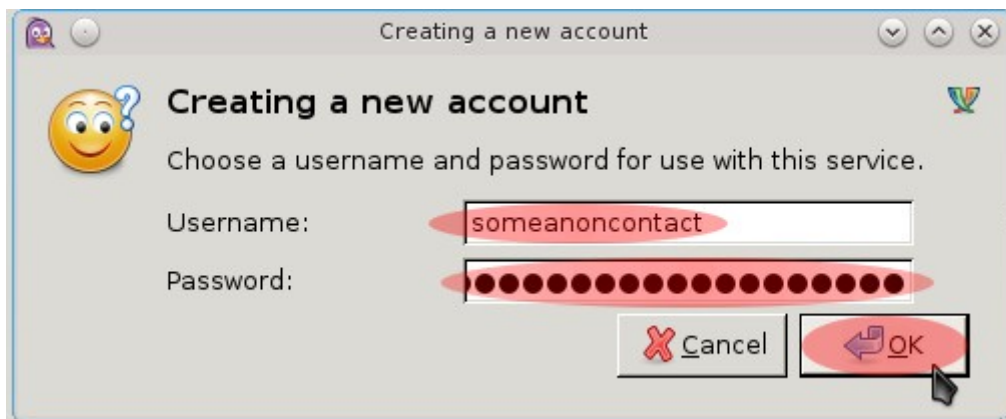 Creating a new account
Creating a new account
Choose a username and password for use with this service.
Username: someanoncontact
Password:
Cancel OK